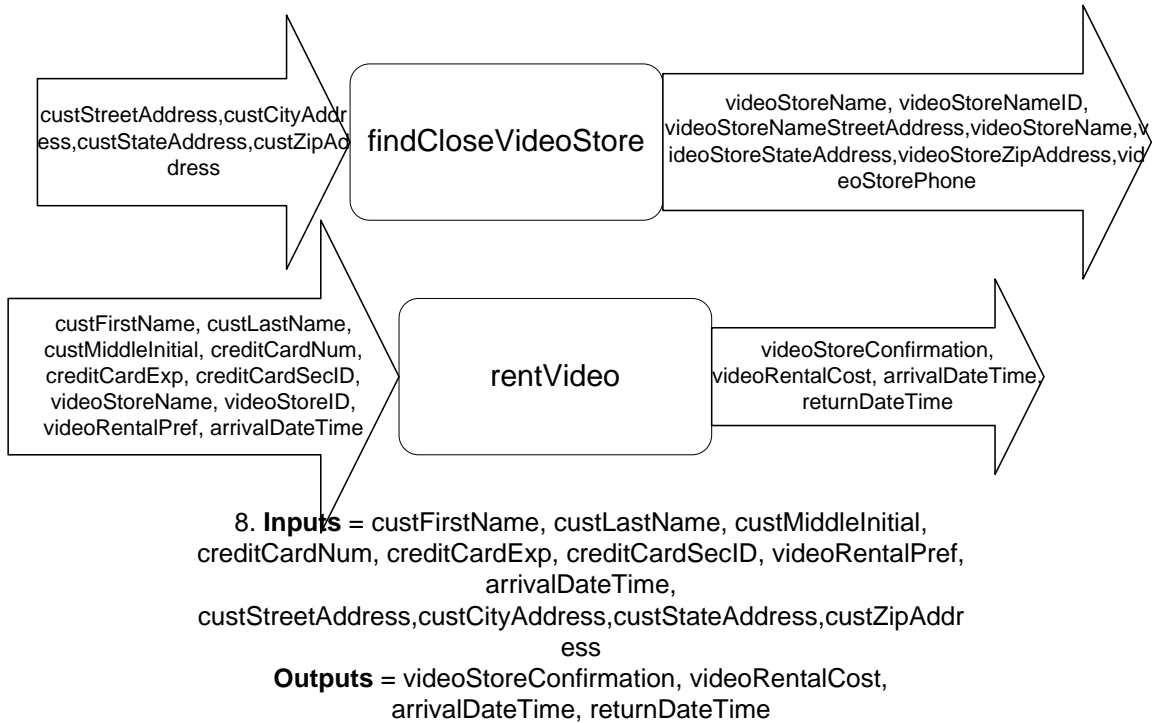 custStreetAddress,custCityAddr
ess,custStateAddress,custZipAd
dress
findCloseVideoStore
videoStoreName, videoStoreNameID,
videoStoreNameStreetAddress,videoStoreName,v
ideoStoreStateAddress,videoStoreZipAddress,vid
eoStorePhone
custFirstName, custLastName,
custMiddleInitial, creditCardNum,
creditCardExp, creditCardSecID,
videoStoreName, videoStoreID,
videoRentalPref, arrivalDateTime
rentVideo
videoStoreConfirmation,
videoRentalCost, arrivalDateTime,
returnDateTime
8. Inputs = custFirstName, custLastName, custMiddleInitial,
creditCardNum, creditCardExp, creditCardSecID, videoRentalPref,
arrivalDateTime,
custStreetAddress,custCityAddress,custStateAddress,custZipAddr
ess
Outputs = videoStoreConfirmation, videoRentalCost,
arrivalDateTime, returnDateTime